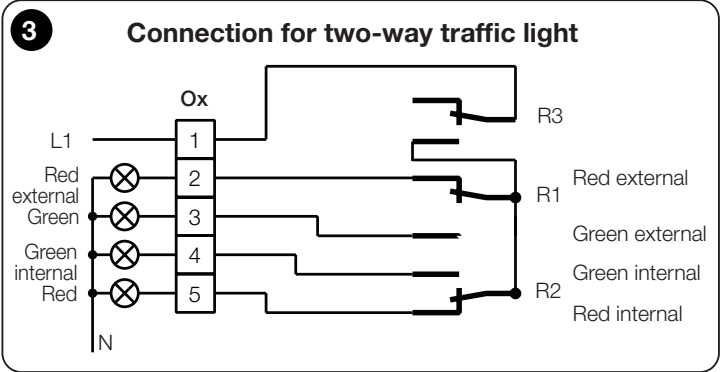 3
Connection for two-way traffic light
Ox
L1
1
R3
Red
external
2
R1
Red external
Green
3
Green external
Green
internal
4
Green internal
Red
5
R2
Red internal
N